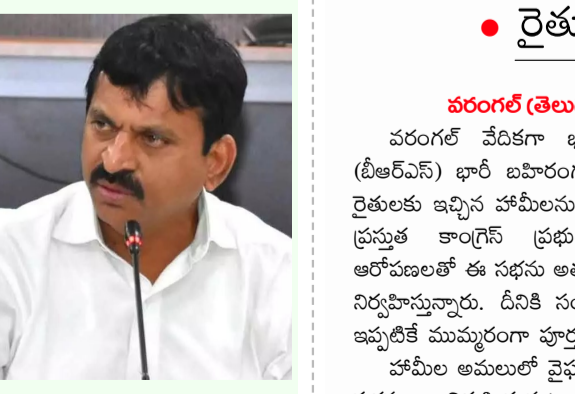 రైతు
వరంగల్ (తెలు
వరంగల్ వేదికగా భ
(బీఆర్ఎస్) భారీ బహిరంగ
రైతులకు ఇచ్చిన హామీలను
ప్రస్తుత కాంగ్రెస్ ప్రభు
ఆరోపణలతో ఈ సభను అత
నిర్వహిస్తున్నారు. దీనికి సం
ఇప్పటికే ముమ్మరంగా పూర్త
హామీల అమలులో వైఫ